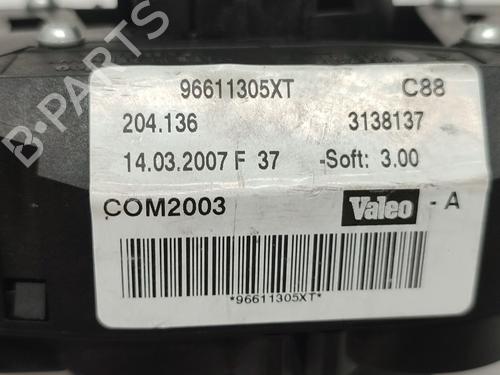 96611305XT C88
204.136 3138137
14.03.2007 F 37 -Soft: 3.00
COM2003 Valeo - A
*96611305XT*
B-Parts